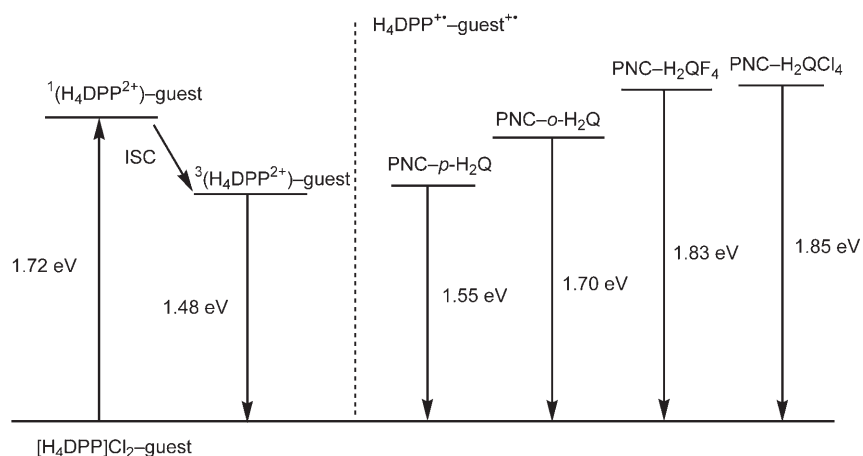 H₄DPP⁺•–guest⁺•
¹(H₄DPP²⁺)–guest
ISC
³(H₄DPP²⁺)–guest
PNC–p-H₂Q
PNC–o-H₂Q
PNC–H₂QF₄
PNC–H₂QCl₄
1.72 eV
1.48 eV
1.55 eV
1.70 eV
1.83 eV
1.85 eV
[H₄DPP]Cl₂–guest